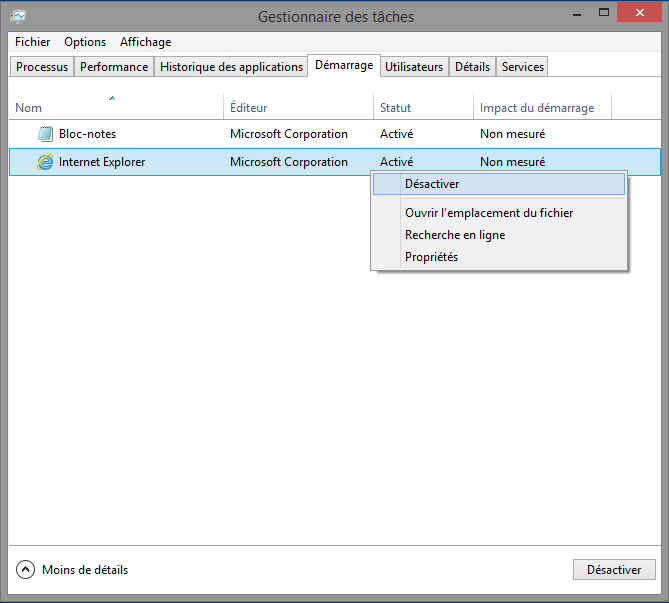 Gestionnaire des tâches
Fichier Options Affichage
Processus Performance Historique des applications Démarrage Utilisateurs Détails Services
Nom Éditeur Statut Impact du démarrage
Bloc-notes Microsoft Corporation Activé Non mesuré
Internet Explorer Microsoft Corporation Activé Non mesuré
Désactiver
Ouvrir l'emplacement du fichier
Recherche en ligne
Propriétés
Moins de détails Désactiver